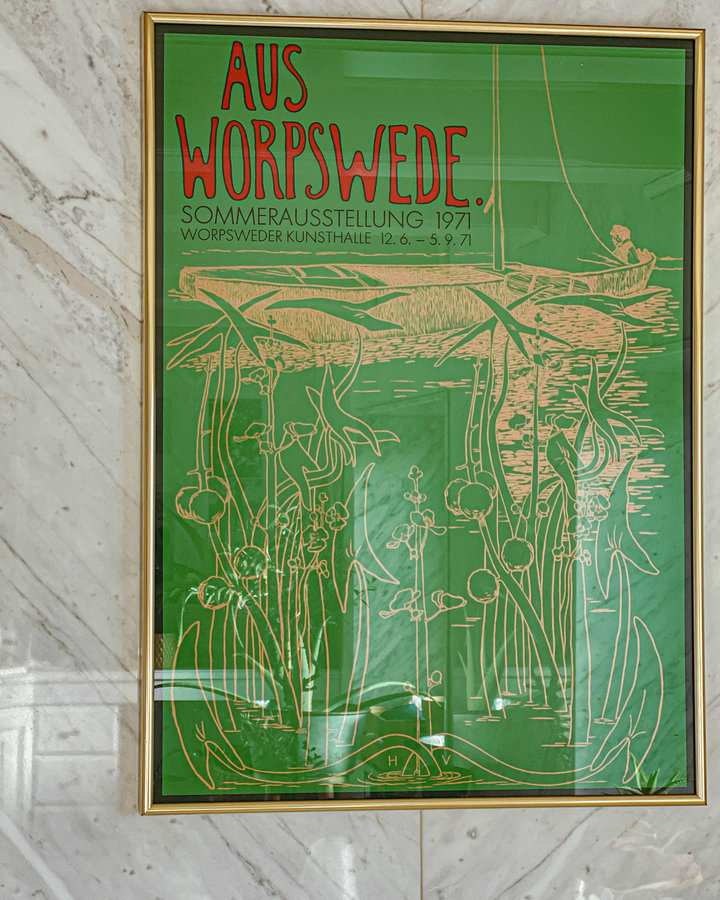 AUS
WORPSWEDE.
SOMMERAUSSTELLUNG 1971
WORPSWEDER KUNSTHALLE 12.6. – 5.9.71
H V